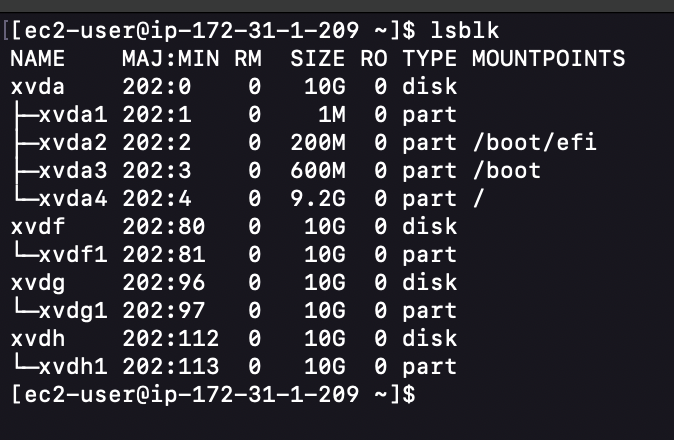 [[ec2-user@ip-172-31-1-209 ~]$ lsblk
NAME    MAJ:MIN RM  SIZE RO TYPE MOUNTPOINTS
xvda    202:0    0   10G  0 disk
├─xvda1 202:1    0    1M  0 part
├─xvda2 202:2    0  200M  0 part /boot/efi
├─xvda3 202:3    0  600M  0 part /boot
└─xvda4 202:4    0  9.2G  0 part /
xvdf    202:80   0   10G  0 disk
└─xvdf1 202:81   0   10G  0 part
xvdg    202:96   0   10G  0 disk
└─xvdg1 202:97   0   10G  0 part
xvdh    202:112  0   10G  0 disk
└─xvdh1 202:113  0   10G  0 part
[ec2-user@ip-172-31-1-209 ~]$